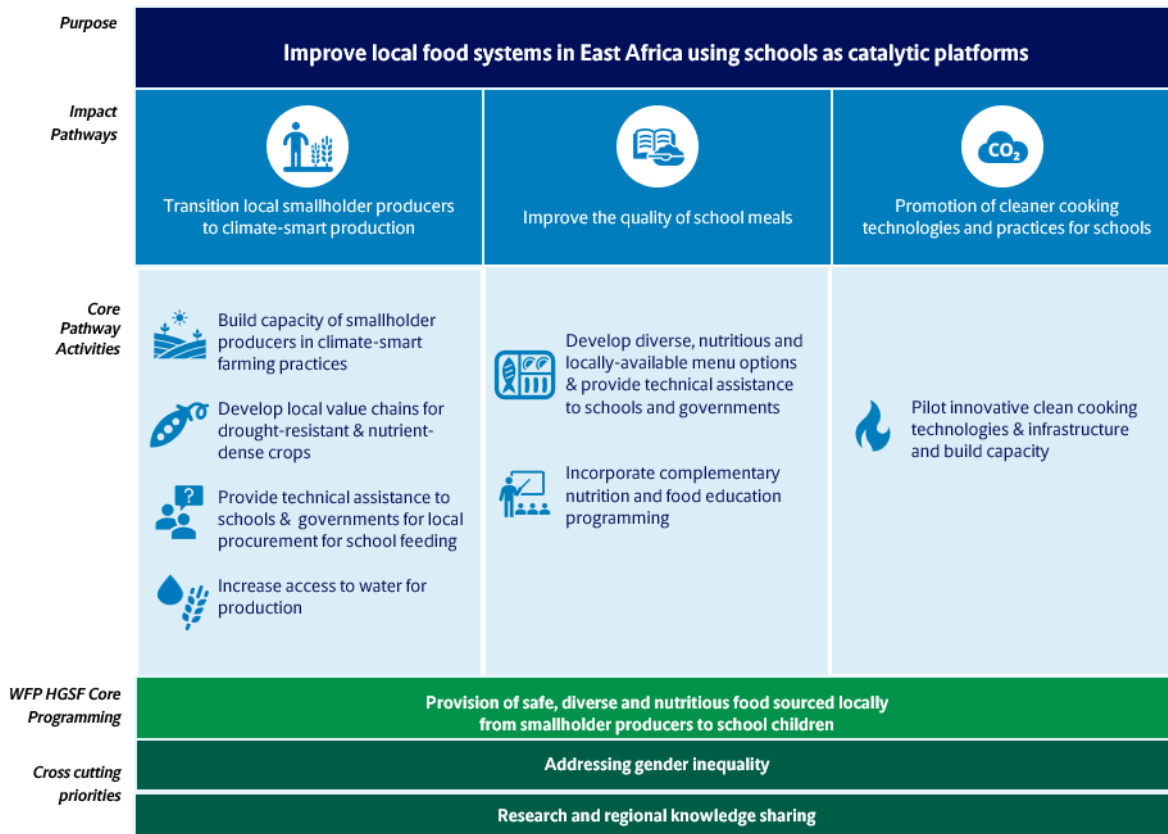 Purpose
Improve local food systems in East Africa using schools as catalytic platforms
Impact
Pathways
Transition local smallholder producers
to climate-smart production
Improve the quality of school meals
CO₂
Promotion of cleaner cooking
technologies and practices for schools
Core
Pathway
Activities
Build capacity of smallholder
producers in climate-smart
farming practices
Develop local value chains for
drought-resistant & nutrient-
dense crops
?
Provide technical assistance to
schools & governments for local
procurement for school feeding
Increase access to water for
production
Develop diverse, nutritious and
locally-available menu options
& provide technical assistance
to schools and governments
Incorporate complementary
nutrition and food education
programming
Pilot innovative clean cooking
technologies & infrastructure
and build capacity
WFP HGSF Core
Programming
Provision of safe, diverse and nutritious food sourced locally
from smallholder producers to school children
Cross cutting
priorities
Addressing gender inequality
Research and regional knowledge sharing